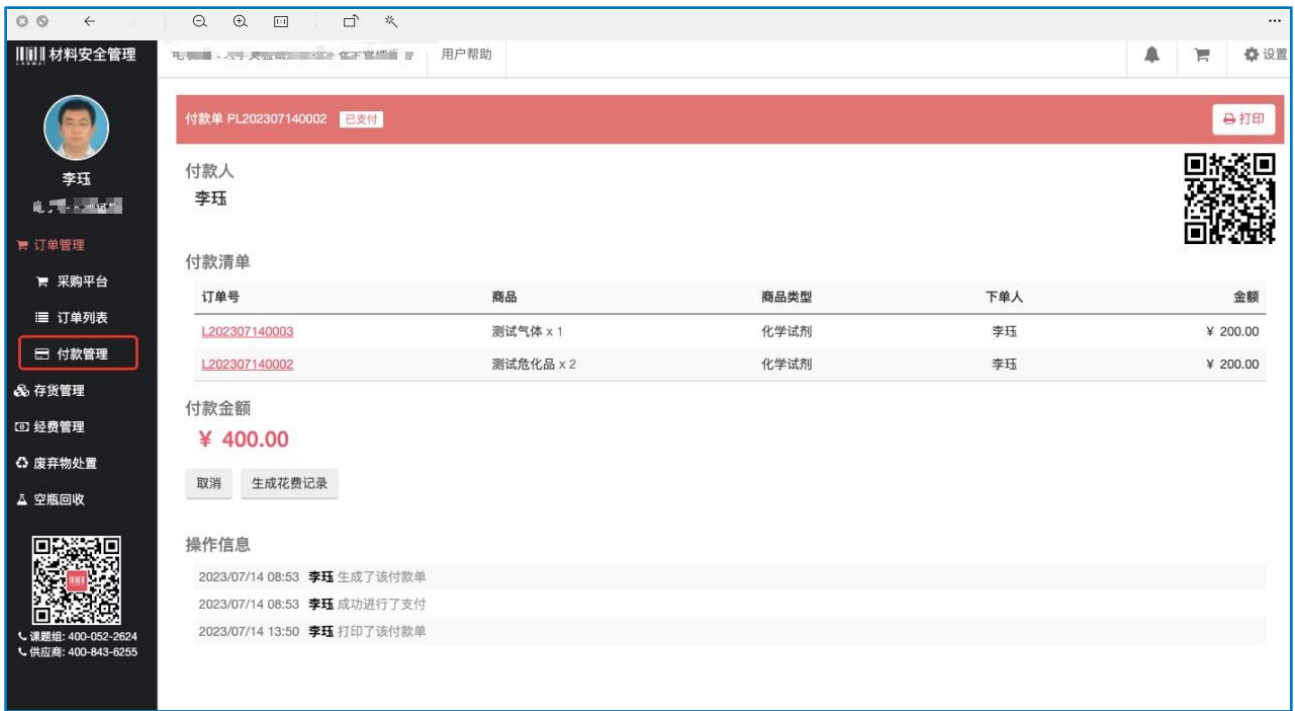 材料安全管理
用户帮助
设置
付款单 PL202307140002 已支付
打印
李珏
付款人
李珏
订单管理
采购平台
订单列表
付款管理
存货管理
经费管理
废弃物处置
空瓶回收
课题组: 400-052-2624
供应商: 400-843-6255
付款清单
订单号 商品 商品类型 下单人 金额
L202307140003 测试气体 x 1 化学试剂 李珏 ¥ 200.00
L202307140002 测试危化品 x 2 化学试剂 李珏 ¥ 200.00
付款金额
¥ 400.00
取消 生成花费记录
操作信息
2023/07/14 08:53 李珏 生成了该付款单
2023/07/14 08:53 李珏 成功进行了支付
2023/07/14 13:50 李珏 打印了该付款单